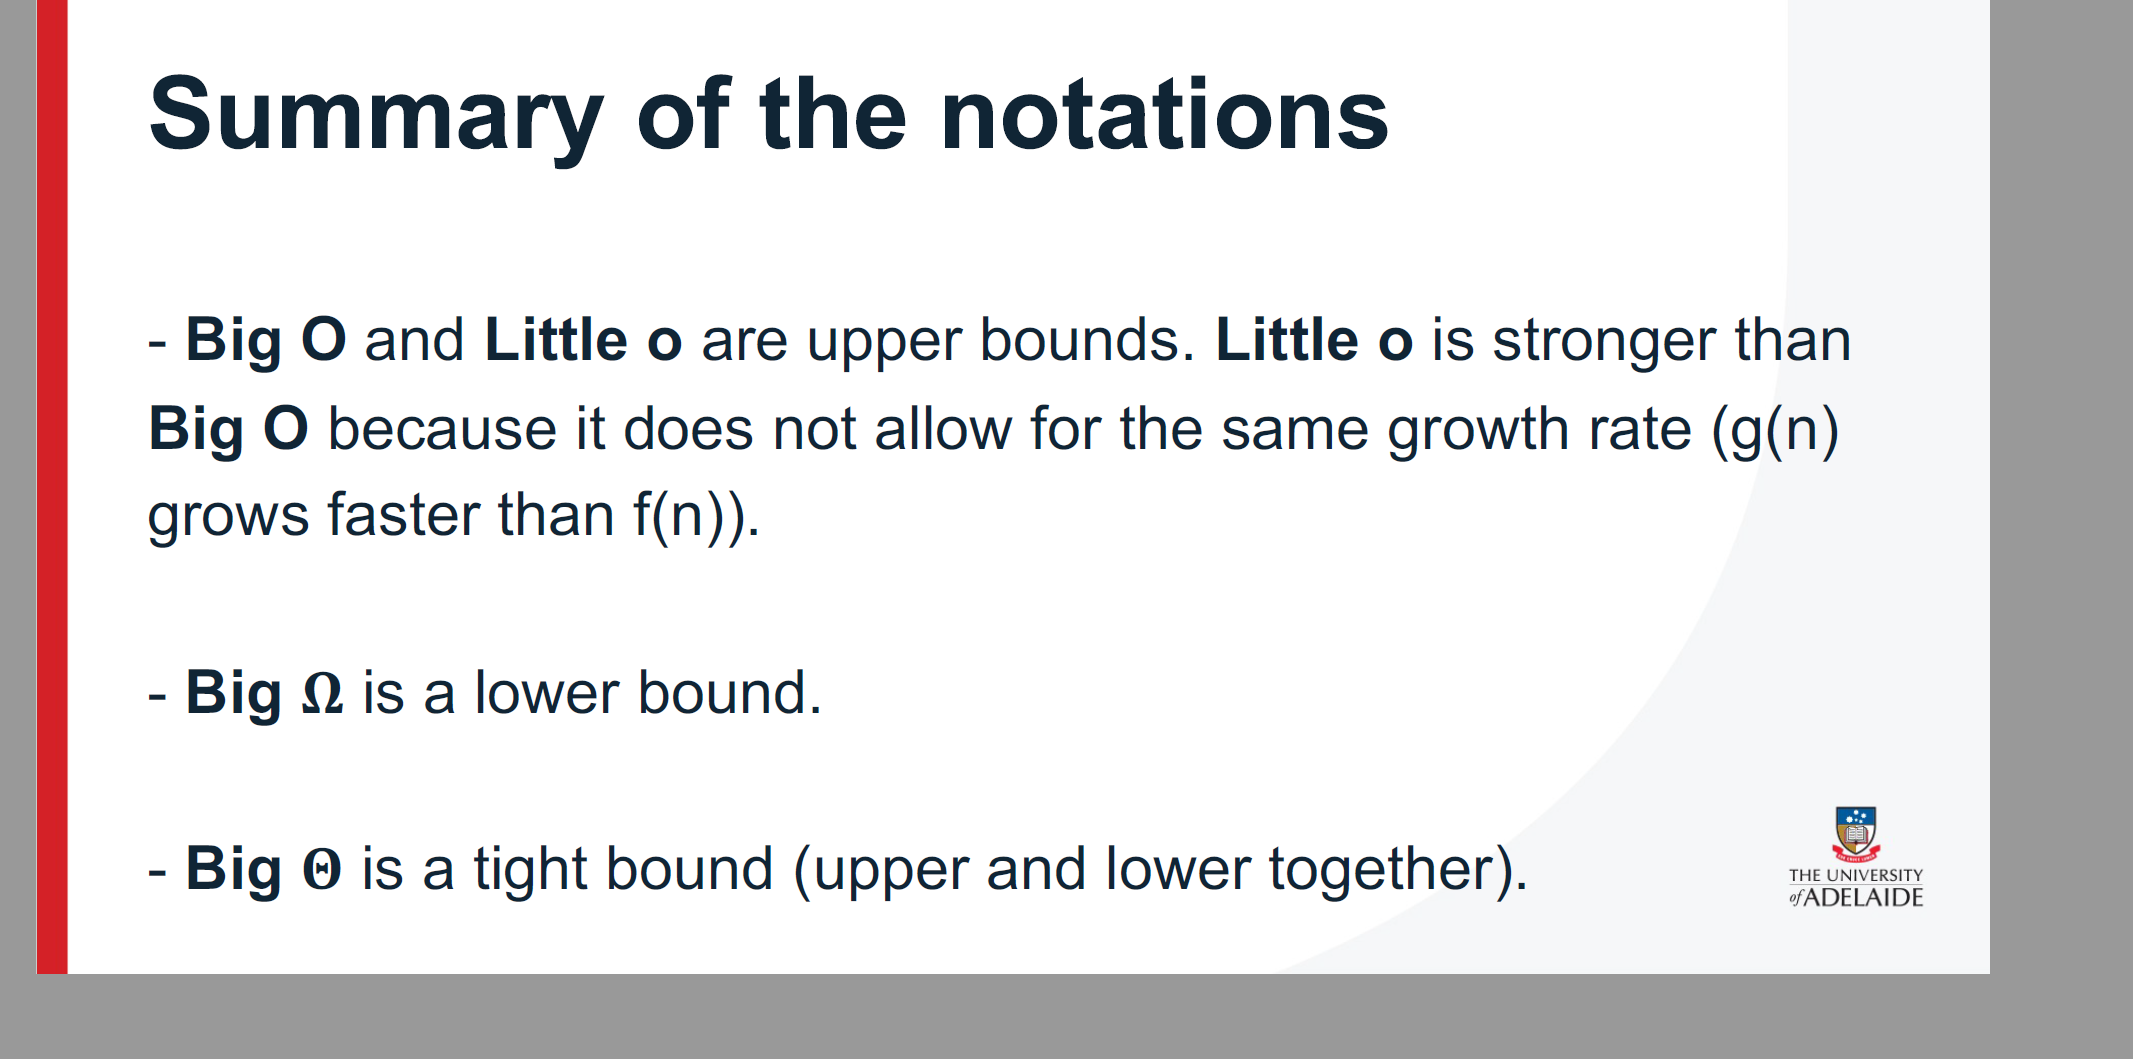 Summary of the notations
- Big O and Little o are upper bounds. Little o is stronger than
Big O because it does not allow for the same growth rate (g(n)
grows faster than f(n)).
- Big Ω is a lower bound.
- Big Θ is a tight bound (upper and lower together).
THE UNIVERSITY
of ADELAIDE